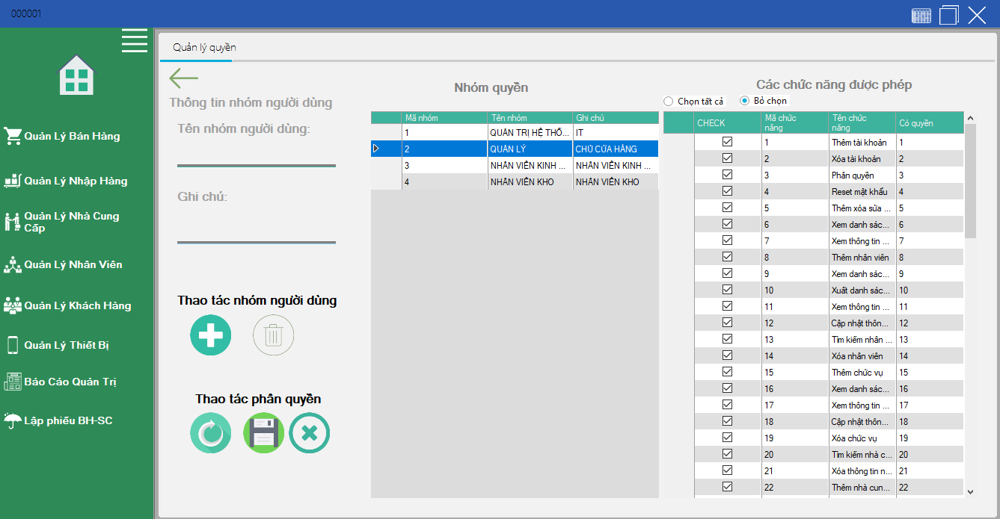 000001
Quản Lý Bán Hàng
Quản Lý Nhập Hàng
Quản Lý Nhà Cung
Cấp
Quản Lý Nhân Viên
Quản Lý Khách Hàng
Quản Lý Thiết Bị
Báo Cáo Quản Trị
Lập phiếu BH-SC
Quản lý quyền
Thông tin nhóm người dùng
Tên nhóm người dùng:
Ghi chú:
Thao tác nhóm người dùng
Thao tác phân quyền
Nhóm quyền
Mã nhóm Tên nhóm Ghi chú
1 QUẢN TRỊ HỆ THỐ... IT
2 QUẢN LÝ CHỦ CỬA HÀNG
3 NHÂN VIÊN KINH ... NHÂN VIÊN KINH ...
4 NHÂN VIÊN KHO NHÂN VIÊN KHO
Các chức năng được phép
Chọn tất cả Bỏ chọn
CHECK Mã chức năng Tên chức năng Có quyền
1 Thêm tài khoản 1
2 Xóa tài khoản 2
3 Phân quyền 3
4 Reset mật khẩu 4
5 Thêm xóa sửa ... 5
6 Xem danh sác... 6
7 Xem thông tin ... 7
8 Thêm nhân viên 8
9 Xem danh sác... 9
10 Xuất danh sác... 10
11 Xem thông tin ... 11
12 Cập nhật thôn... 12
13 Tìm kiếm nhân ... 13
14 Xóa nhân viên 14
15 Thêm chức vụ 15
16 Xem danh sác... 16
17 Xem thông tin ... 17
18 Cập nhật thôn... 18
19 Xóa chức vụ 19
20 Tìm kiếm nhà c... 20
21 Xóa thông tin n... 21
22 Thêm nhà cun... 22